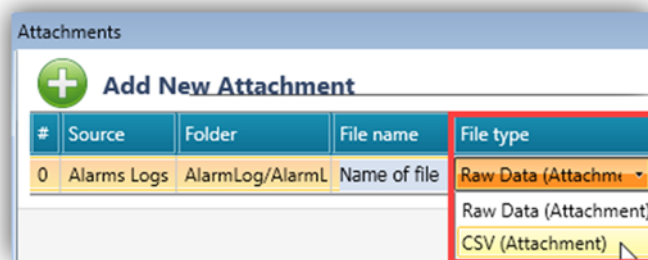 Attachments
Add New Attachment
# Source Folder File name File type
0 Alarms Logs AlarmLog/AlarmL Name of file Raw Data (Attachme
Raw Data (Attachment)
CSV (Attachment)